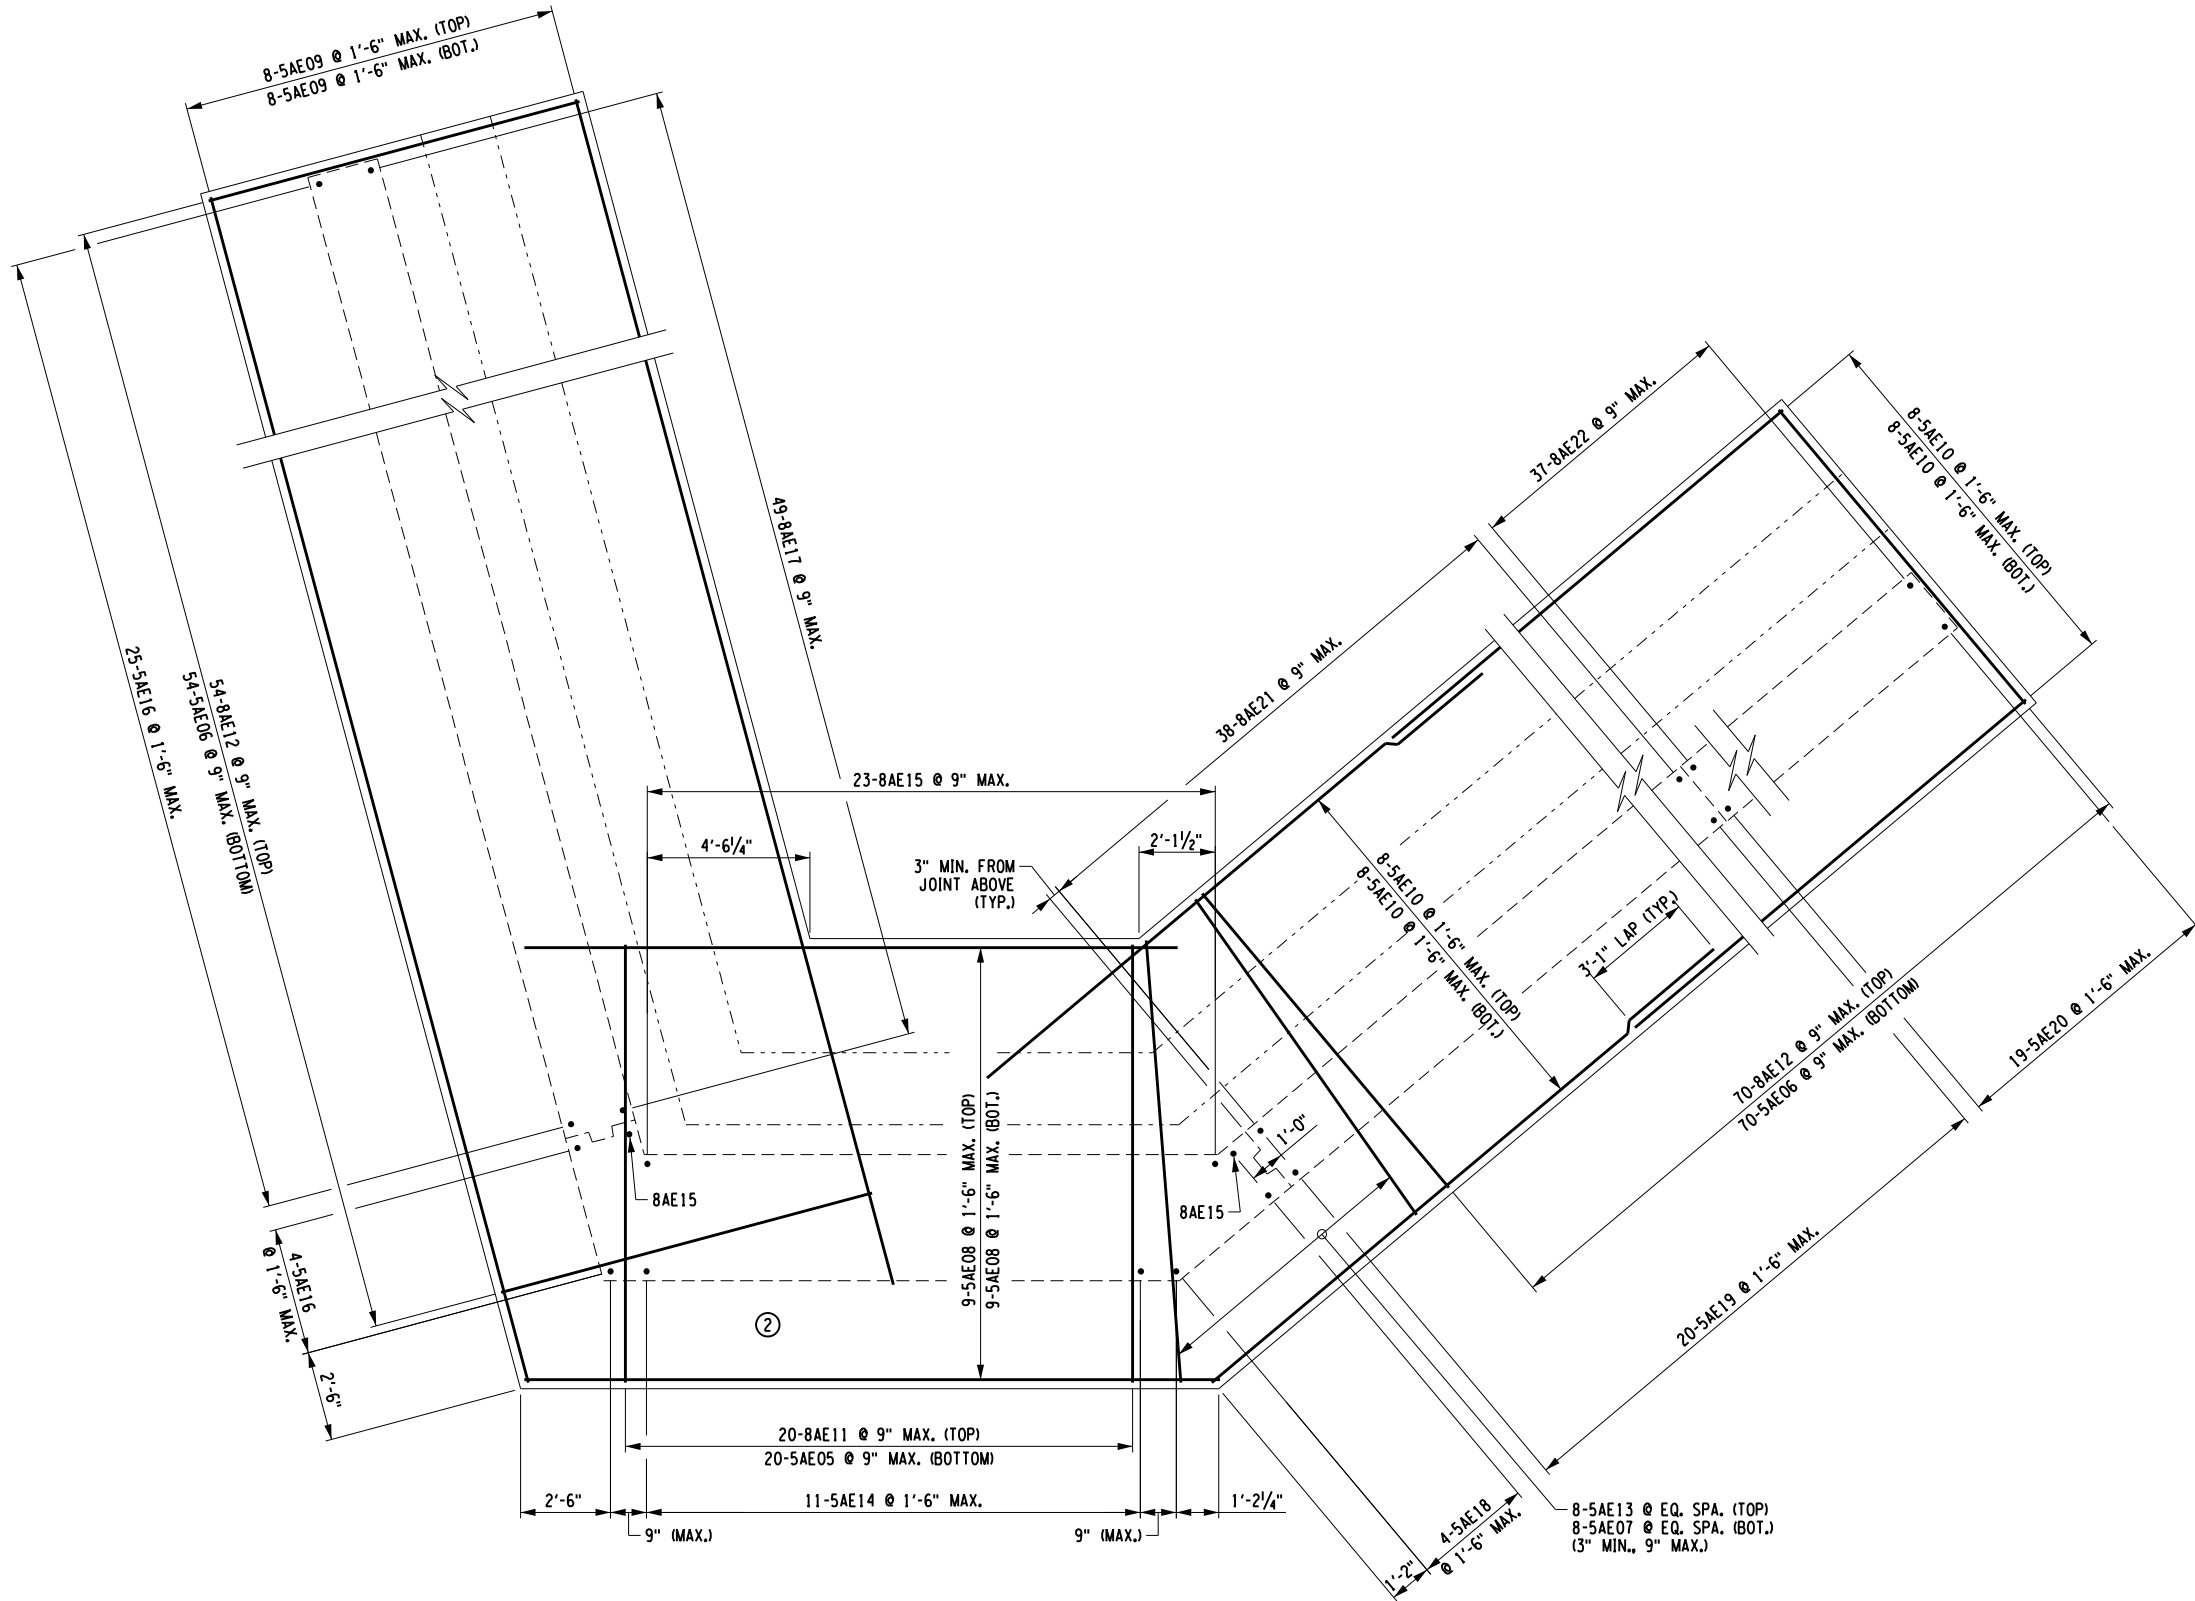 8-5AE09 @ 1'-6" MAX. (TOP)
8-5AE09 @ 1'-6" MAX. (BOT.)
25-5AE16 @ 1'-6" MAX.
54-8AE12 @ 9" MAX. (TOP)
54-5AE06 @ 9" MAX. (BOTTOM)
49-8AE17 @ 9" MAX.
37-8AE22 @ 9" MAX.
8-5AE10 @ 1'-6" MAX. (TOP)
8-5AE10 @ 1'-6" MAX. (BOT.)
38-8AE21 @ 9" MAX.
23-8AE15 @ 9" MAX.
4'-6¼"
2'-1½"
3" MIN. FROM
JOINT ABOVE
(TYP.)
8-5AE10 @ 1'-6" MAX. (TOP)
8-5AE10 @ 1'-6" MAX. (BOT.)
3'-1" LAP (TYP.)
70-8AE12 @ 9" MAX. (TOP)
70-5AE06 @ 9" MAX. (BOTTOM)
19-5AE20 @ 1'-6" MAX.
9-5AE08 @ 1'-6" MAX. (TOP)
9-5AE08 @ 1'-6" MAX. (BOT.)
1'-0"
8AE15
8AE15
4-5AE16
@ 1'-6" MAX.
2'-6"
2
20-5AE19 @ 1'-6" MAX.
20-8AE11 @ 9" MAX. (TOP)
20-5AE05 @ 9" MAX. (BOTTOM)
2'-6"
11-5AE14 @ 1'-6" MAX.
1'-2¼"
9" (MAX.)
9" (MAX.)
4-5AE18
@ 1'-6" MAX.
1'-2"
8-5AE13 @ EQ. SPA. (TOP)
8-5AE07 @ EQ. SPA. (BOT.)
(3" MIN., 9" MAX.)